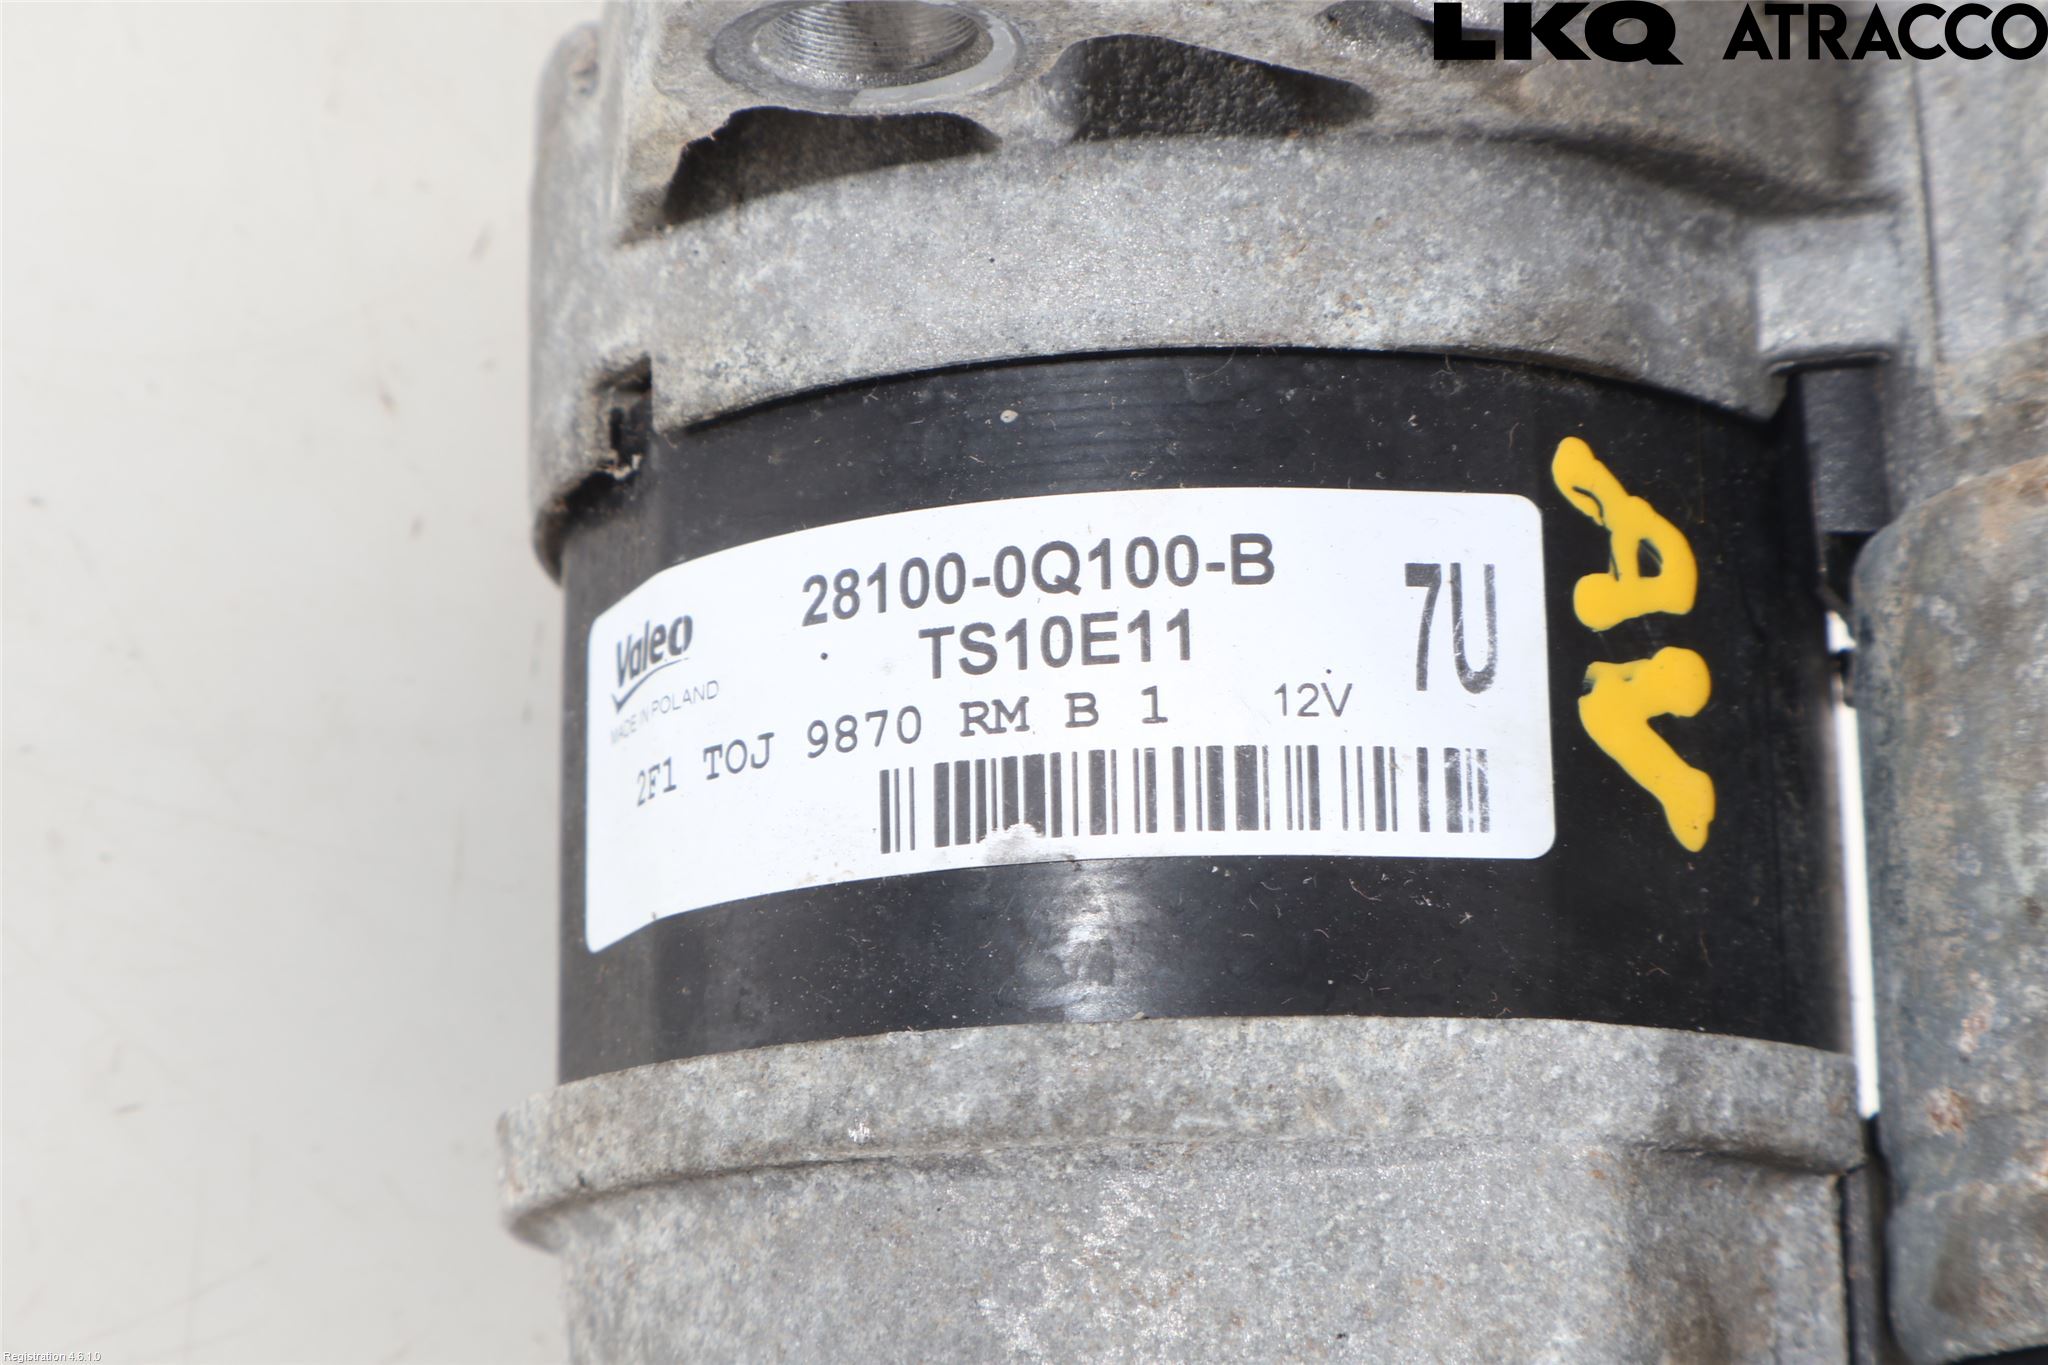 LKQ ATRACCO
28100-0Q100-B
TS10E11
7U
Valeo
MADE IN POLAND
2F1 TOJ 9870 RM B 1
12V
Registration 4.6.1.0